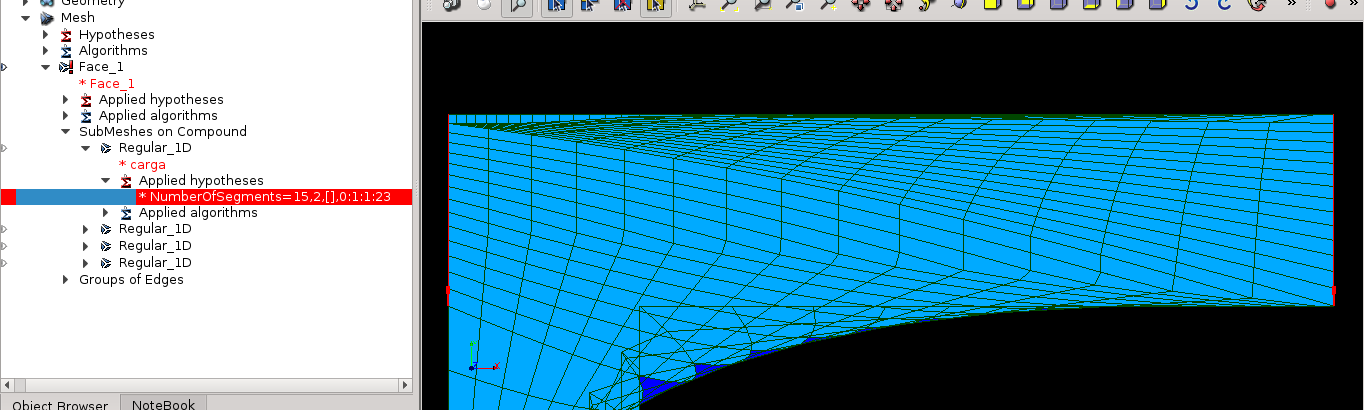 Geometry
Mesh
Hypotheses
Algorithms
Face_1
* Face_1
Applied hypotheses
Applied algorithms
SubMeshes on Compound
Regular_1D
* carga
Applied hypotheses
* NumberOfSegments=15,2,[],0:1:1:23
Applied algorithms
Regular_1D
Regular_1D
Regular_1D
Groups of Edges
Object Browser
NoteBook